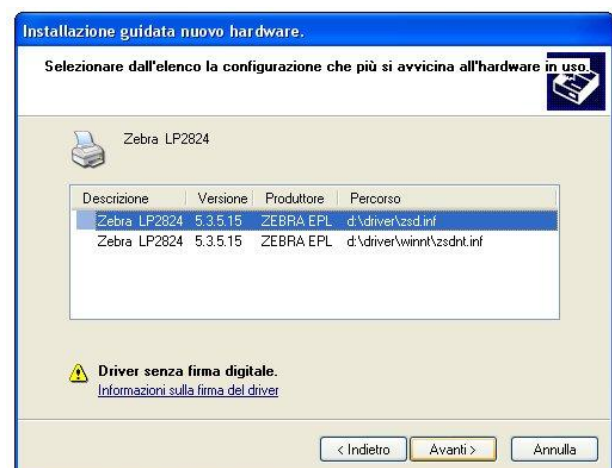 Installazione guidata nuovo hardware.
Selezionare dall'elenco la configurazione che più si avvicina all'hardware in uso.
Zebra LP2824
Descrizione Versione Produttore Percorso
Zebra LP2824 5.3.5.15 ZEBRA EPL d:\driver\zsd.inf
Zebra LP2824 5.3.5.15 ZEBRA EPL d:\driver\winnt\zsdnt.inf
Driver senza firma digitale.
Informazioni sulla firma del driver
< Indietro Avanti > Annulla